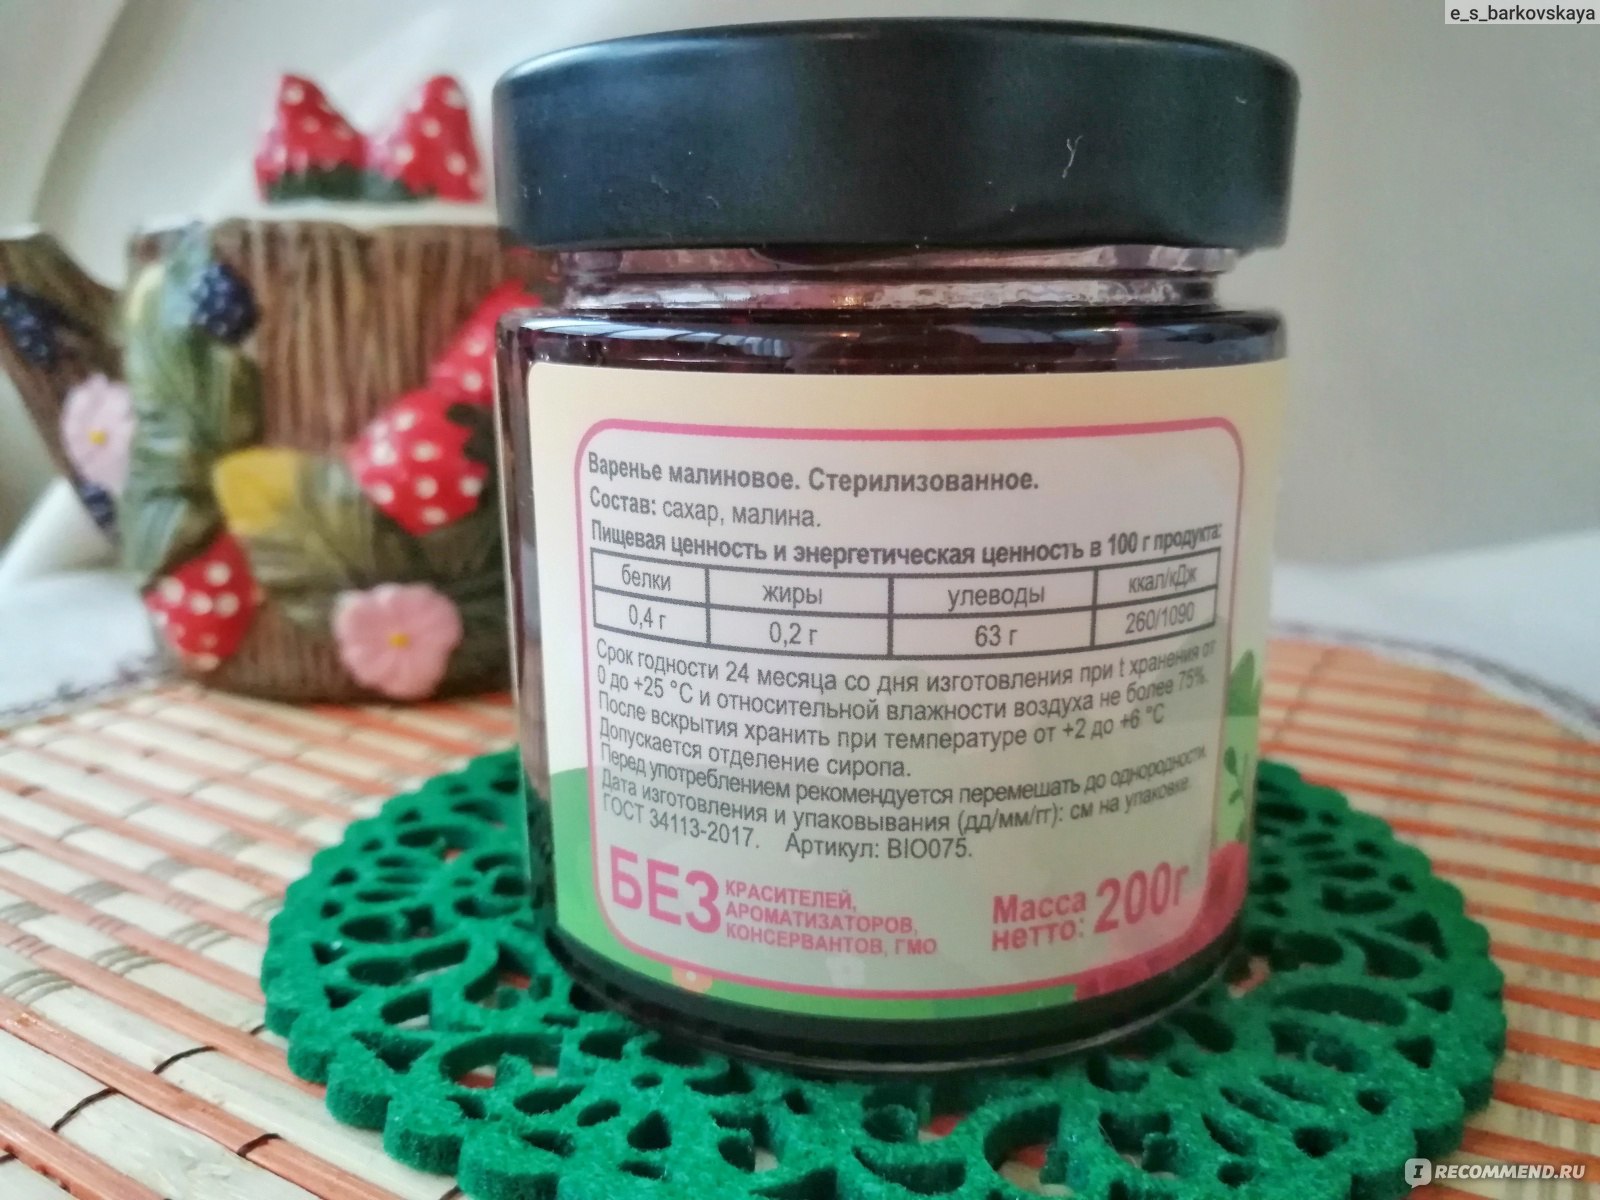 e_s_barkovskaya
Варенье малиновое. Стерилизованное.
Состав: сахар, малина.
Пищевая ценность и энергетическая ценность в 100 г продукта:
белки жиры улеводы ккал/кДж
0,4 г 0,2 г 63 г 260/1090
Срок годности 24 месяца со дня изготовления при t хранения от
0 до +25 °С и относительной влажности воздуха не более 75%.
После вскрытия хранить при температуре от +2 до +6 °С
Допускается отделение сиропа.
Перед употреблением рекомендуется перемешать до однородности.
Дата изготовления и упаковывания (дд/мм/гг): см на упаковке.
ГОСТ 34113-2017. Артикул: BIO075.
БЕЗ КРАСИТЕЛЕЙ,
АРОМАТИЗАТОРОВ,
КОНСЕРВАНТОВ, ГМО
Масса
нетто: 200г
I RECOMMEND.RU